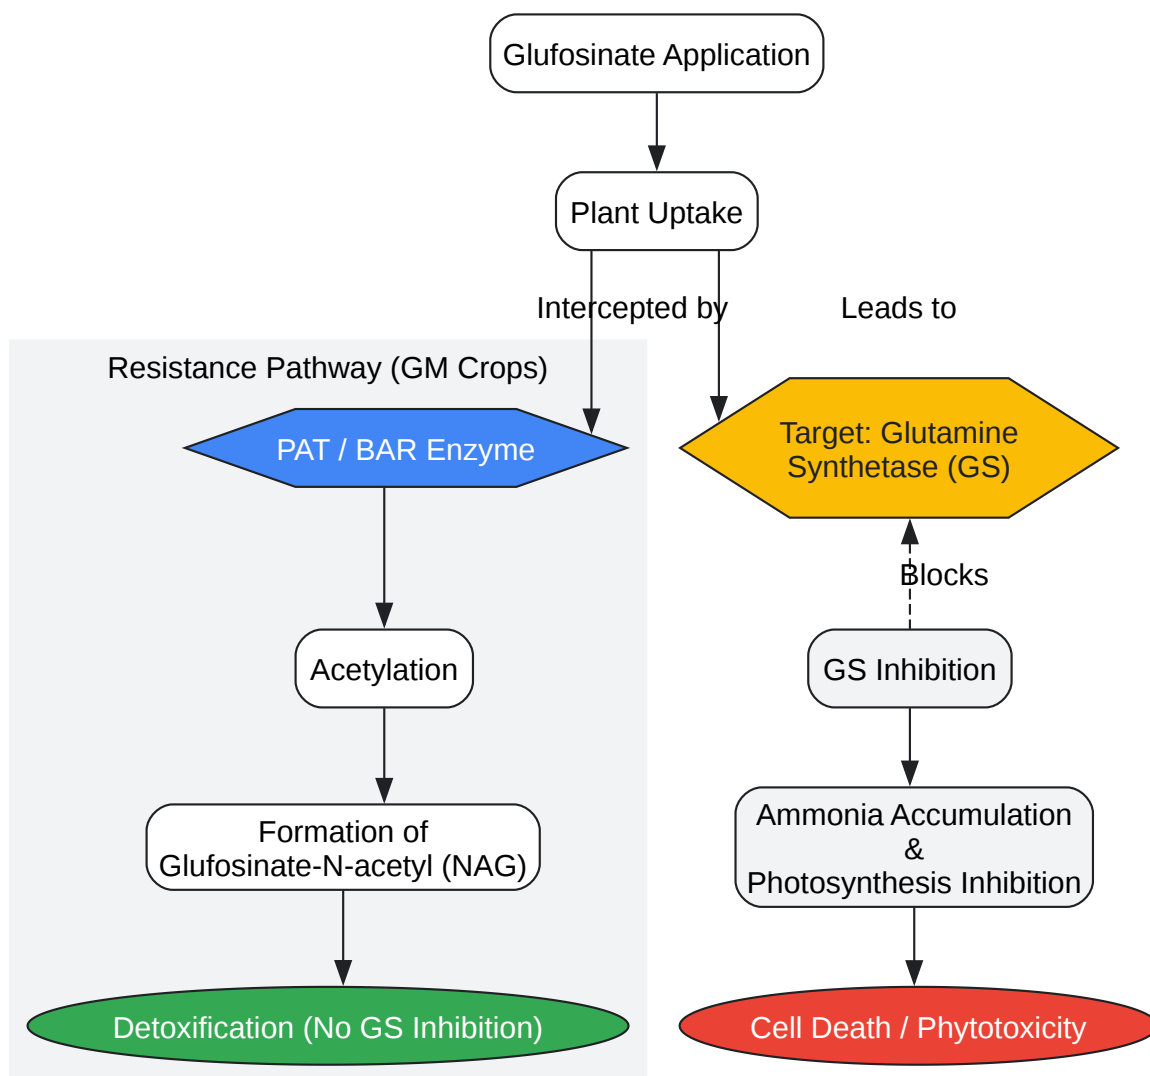 Glufosinate Application
Plant Uptake
Intercepted by
Leads to
Resistance Pathway (GM Crops)
PAT / BAR Enzyme
Target: Glutamine
Synthetase (GS)
Blocks
Acetylation
GS Inhibition
Formation of
Glufosinate-N-acetyl (NAG)
Ammonia Accumulation
&
Photosynthesis Inhibition
Detoxification (No GS Inhibition)
Cell Death / Phytotoxicity